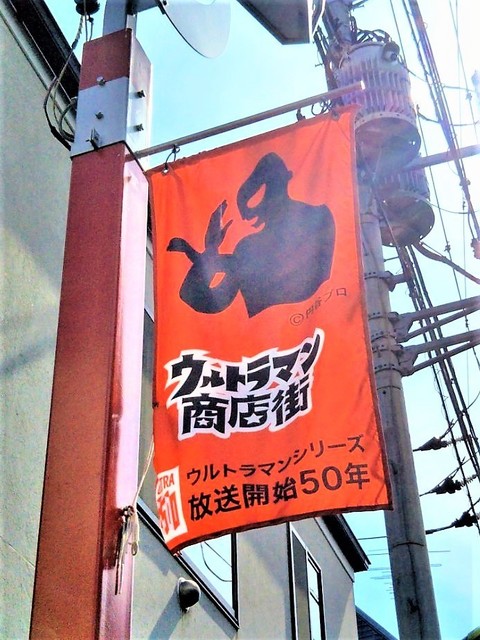 ©円谷プロ
ウルトラマン
商店街
ウルトラマンシリーズ
放送開始50年